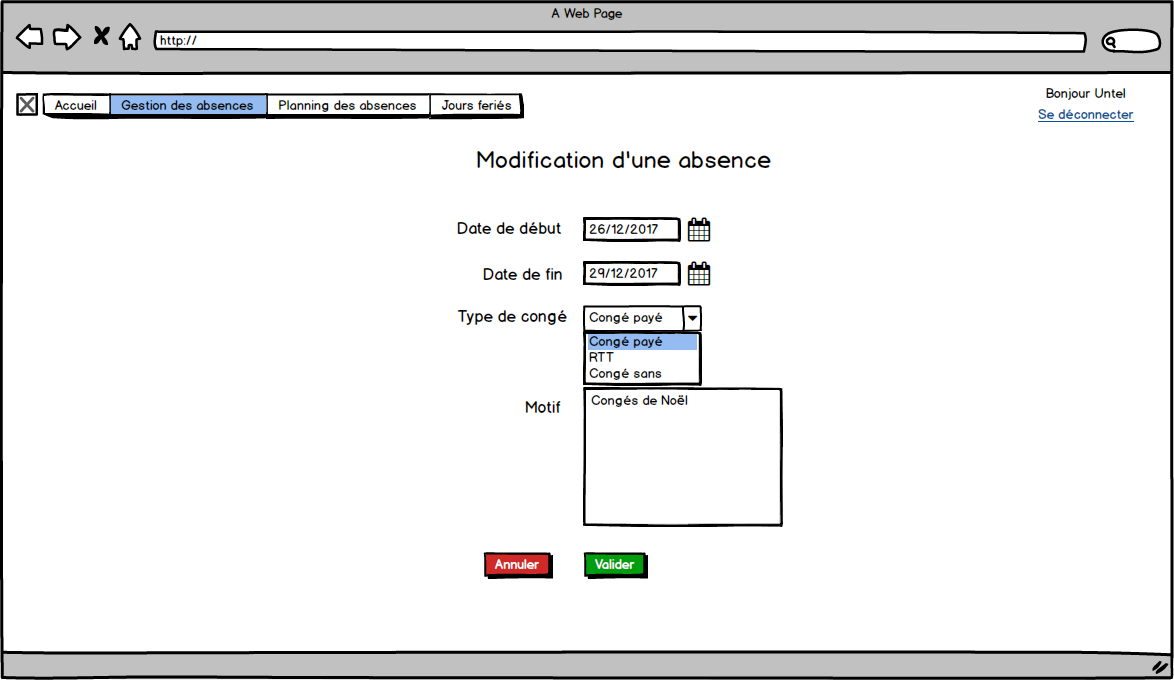 A Web Page
http://
Accueil Gestion des absences Planning des absences Jours feriés
Bonjour Untel
Se déconnecter
Modification d'une absence
Date de début 26/12/2017
Date de fin 29/12/2017
Type de congé Congé payé
Congé payé
RTT
Congé sans
Motif Congés de Noël
Annuler Valider